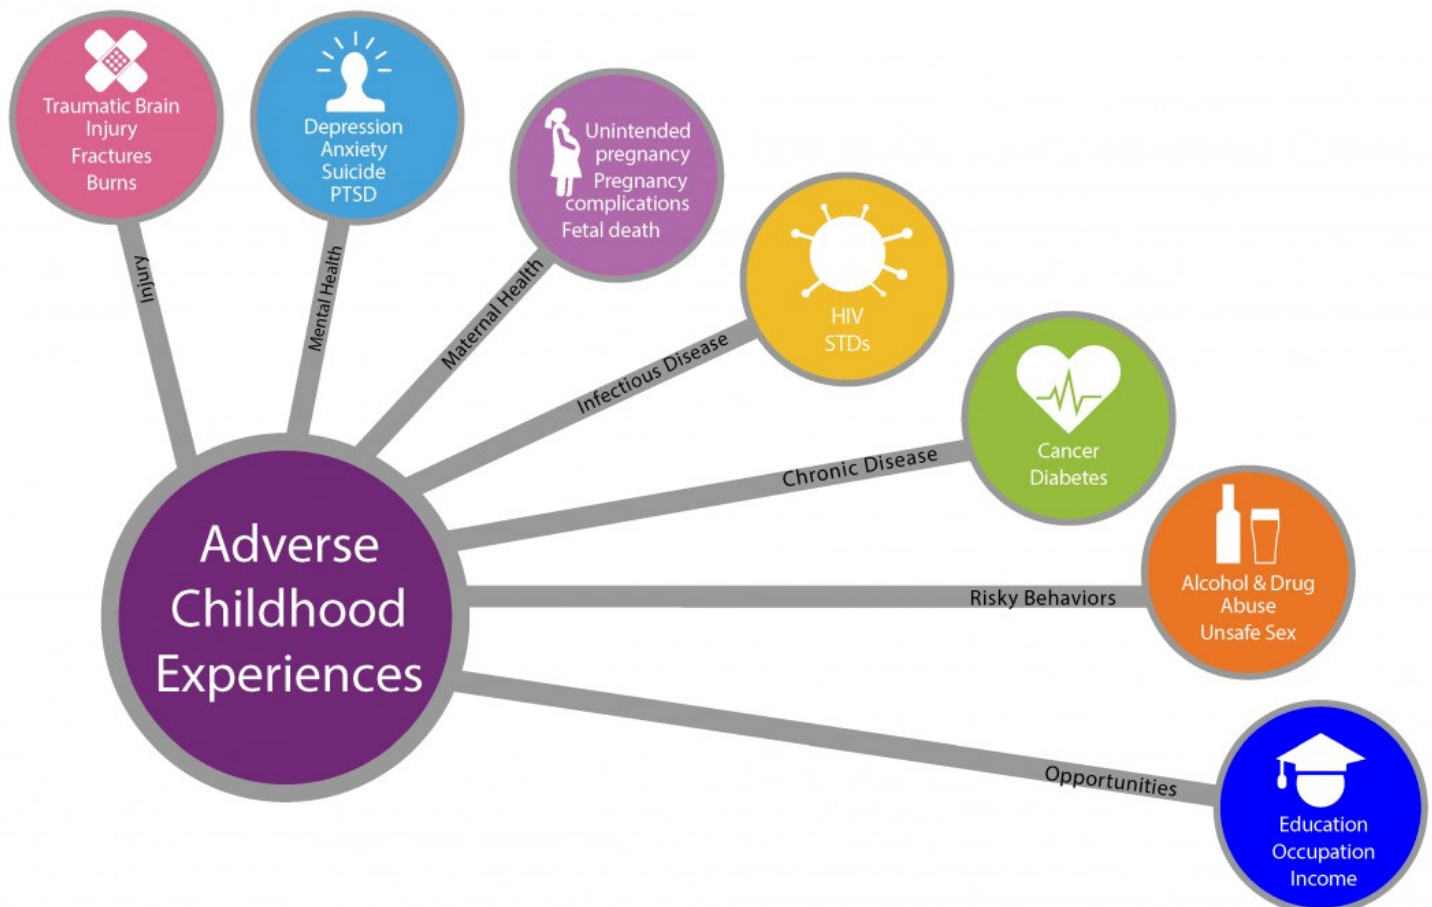 Traumatic Brain
Injury
Fractures
Burns
Depression
Anxiety
Suicide
PTSD
Unintended
pregnancy
Pregnancy
complications
Fetal death
HIV
STDs
Cancer
Diabetes
Alcohol & Drug
Abuse
Unsafe Sex
Education
Occupation
Income
Injury
Mental Health
Maternal Health
Infectious Disease
Chronic Disease
Risky Behaviors
Opportunities
Adverse
Childhood
Experiences